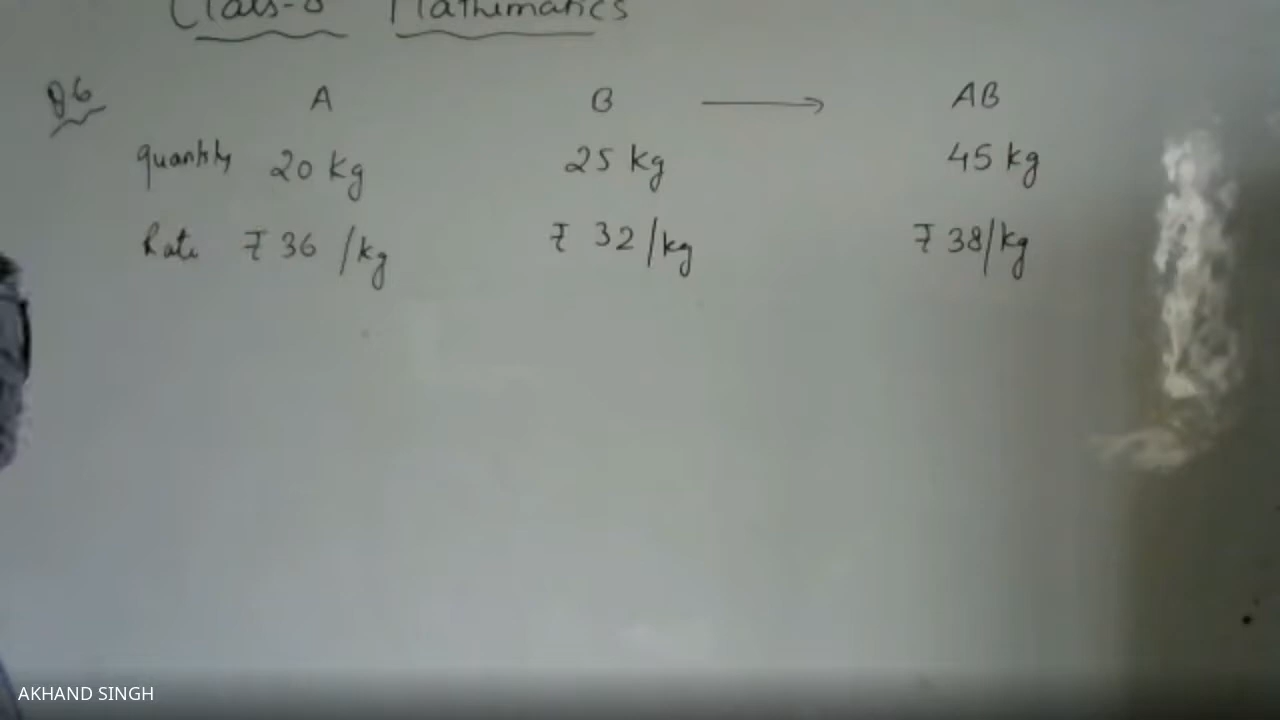 Class-8 Mathematics
Q6 A B → AB
quantity 20 kg 25 kg 45 kg
Rate ₹ 36 /kg ₹ 32 /kg ₹ 38/kg
AKHAND SINGH